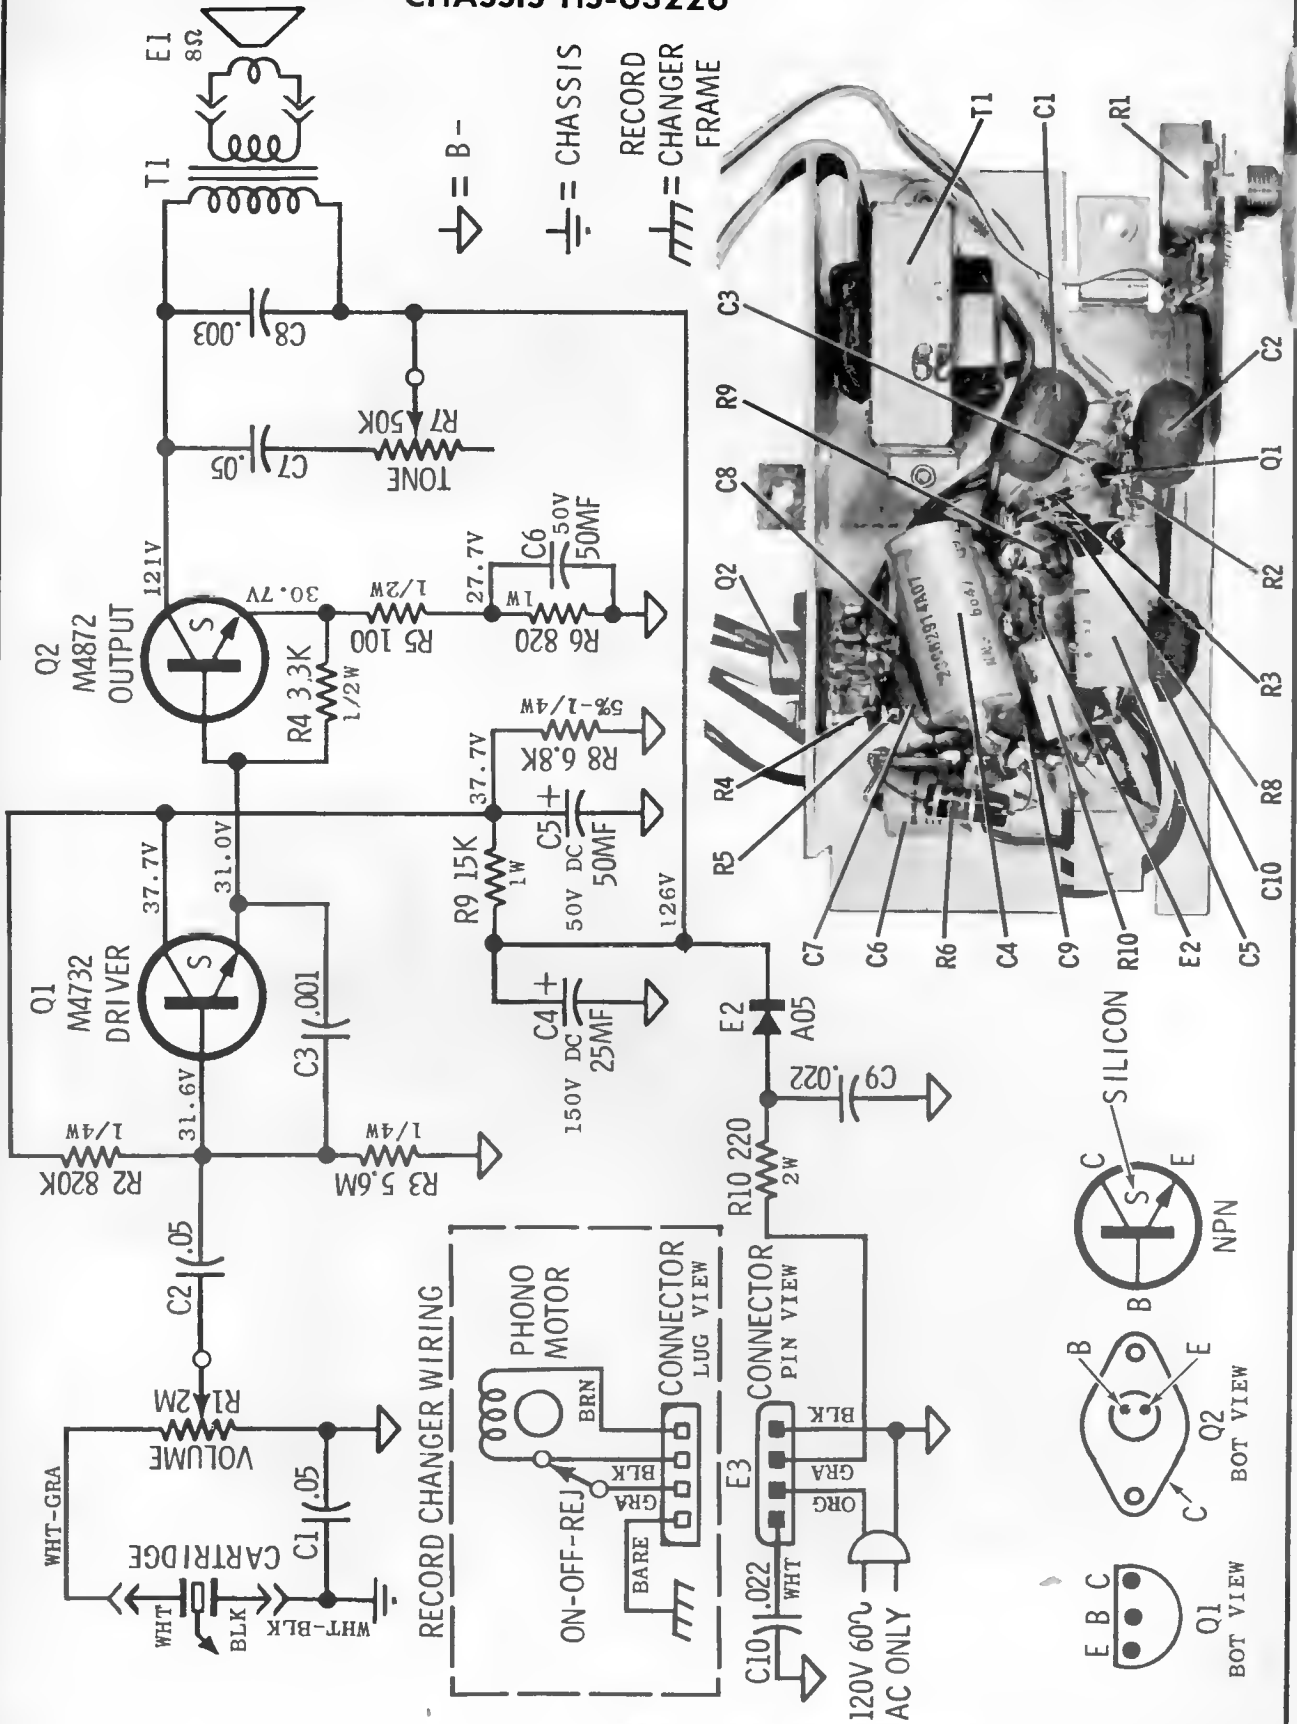 CHASSIS HS-63226
E1
8Ω
T1
= B-
= CHASSIS
RECORD
= CHANGER
FRAME
.003
C8
.05
C7
R7
50K
TONE
121V
Q2
M4872
OUTPUT
S
30.7V
R4 3.3K
1/2W
1/2W
R5 100
27.7V
1W
R6 820
C6
50V
50MF
37.7V
5%-1/4W
R8 6.8K
R9 15K
1W
C5
+
50V DC
50MF
126V
C4
+
150V DC
25MF
37.7V
31.0V
Q1
M4732
DRIVER
S
C3
.001
31.6V
1/4W
R2 820K
1/4W
R3 5.6M
C2
.05
R1 2M
VOLUME
WHT-GRA
CARTRIDGE
WHT
BLK
WHT-BLK
C1
.05
RECORD CHANGER WIRING
PHONO
MOTOR
ON-OFF-REJ
BRN
BLK
GRA
BARE
CONNECTOR
LUG VIEW
E3
CONNECTOR
PIN VIEW
BLK
GRA
ORG
WHT
C10
.022
120V 60~
AC ONLY
R10 220
2W
.022
C9
E2
A05
SILICON
C
S
E
B
NPN
B
E
C
Q2
BOT VIEW
E B C
Q1
BOT VIEW
T1
C1
R1
C3
R9
C8
Q2
R4
R5
C7
C6
R6
C4
C9
R10
E2
C5
C10
R8
R3
R2
Q1
C2